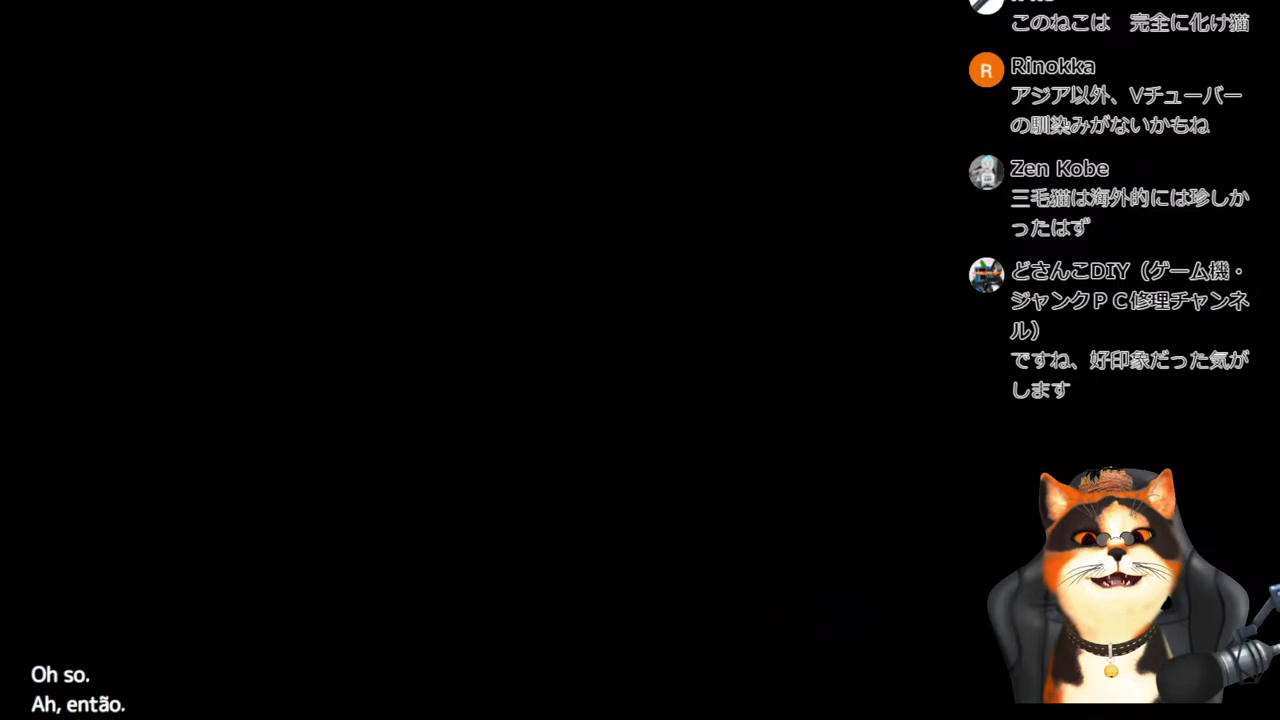 このねこは　完全に化け猫
R
Rinokka
アジア以外、Vチューバー
の馴染みがないかもね
Zen Kobe
三毛猫は海外的には珍しか
ったはず
どさんこDIY（ゲーム機・
ジャンクＰＣ修理チャンネ
ル）
ですね、好印象だった気が
します
Oh so.
Ah, então.